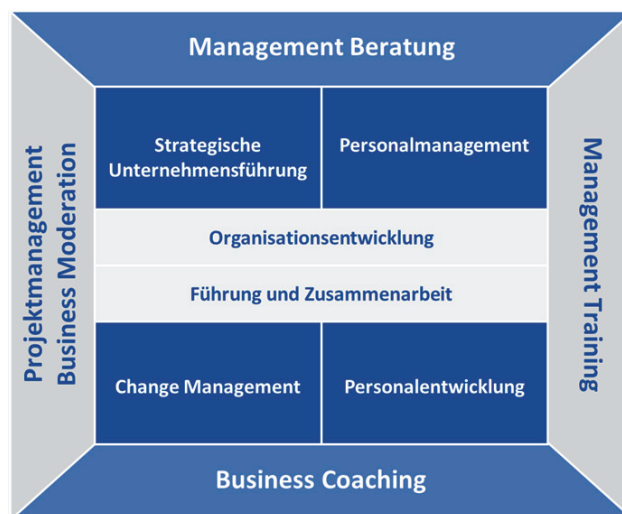 Management Beratung
Projektmanagement
Business Moderation
Strategische
Unternehmensführung
Personalmanagement
Organisationsentwicklung
Führung und Zusammenarbeit
Change Management
Personalentwicklung
Management Training
Business Coaching